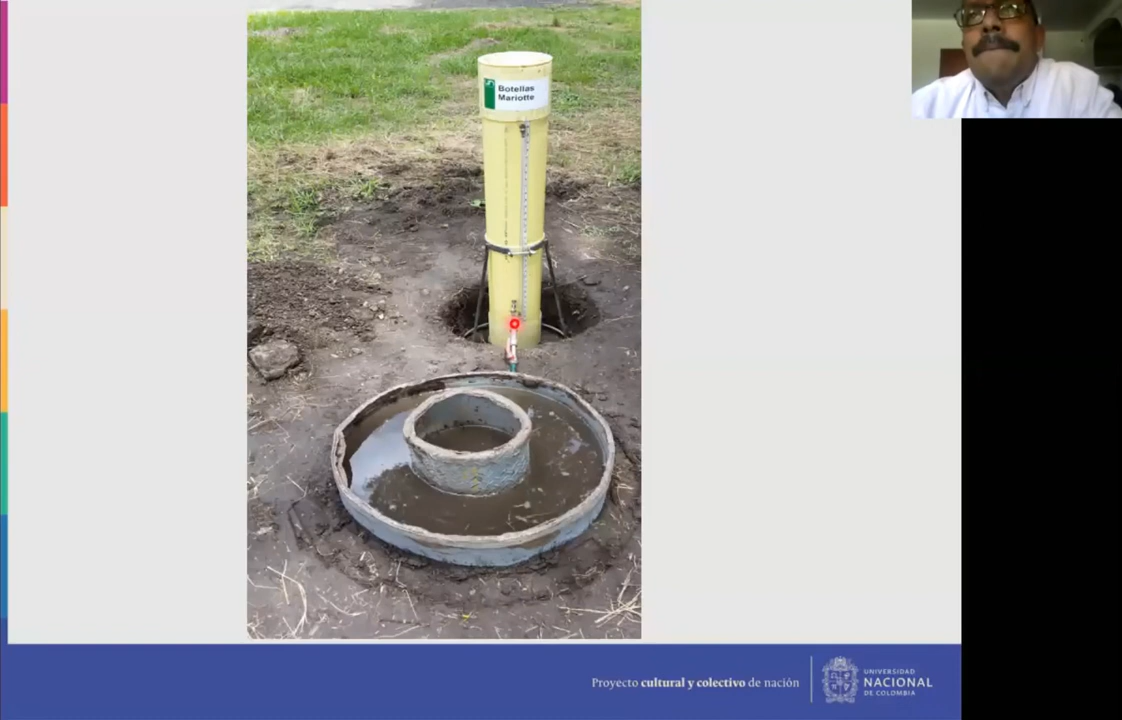 Botellas
Mariotte
Proyecto cultural y colectivo de nación
UNIVERSIDAD
NACIONAL
DE COLOMBIA